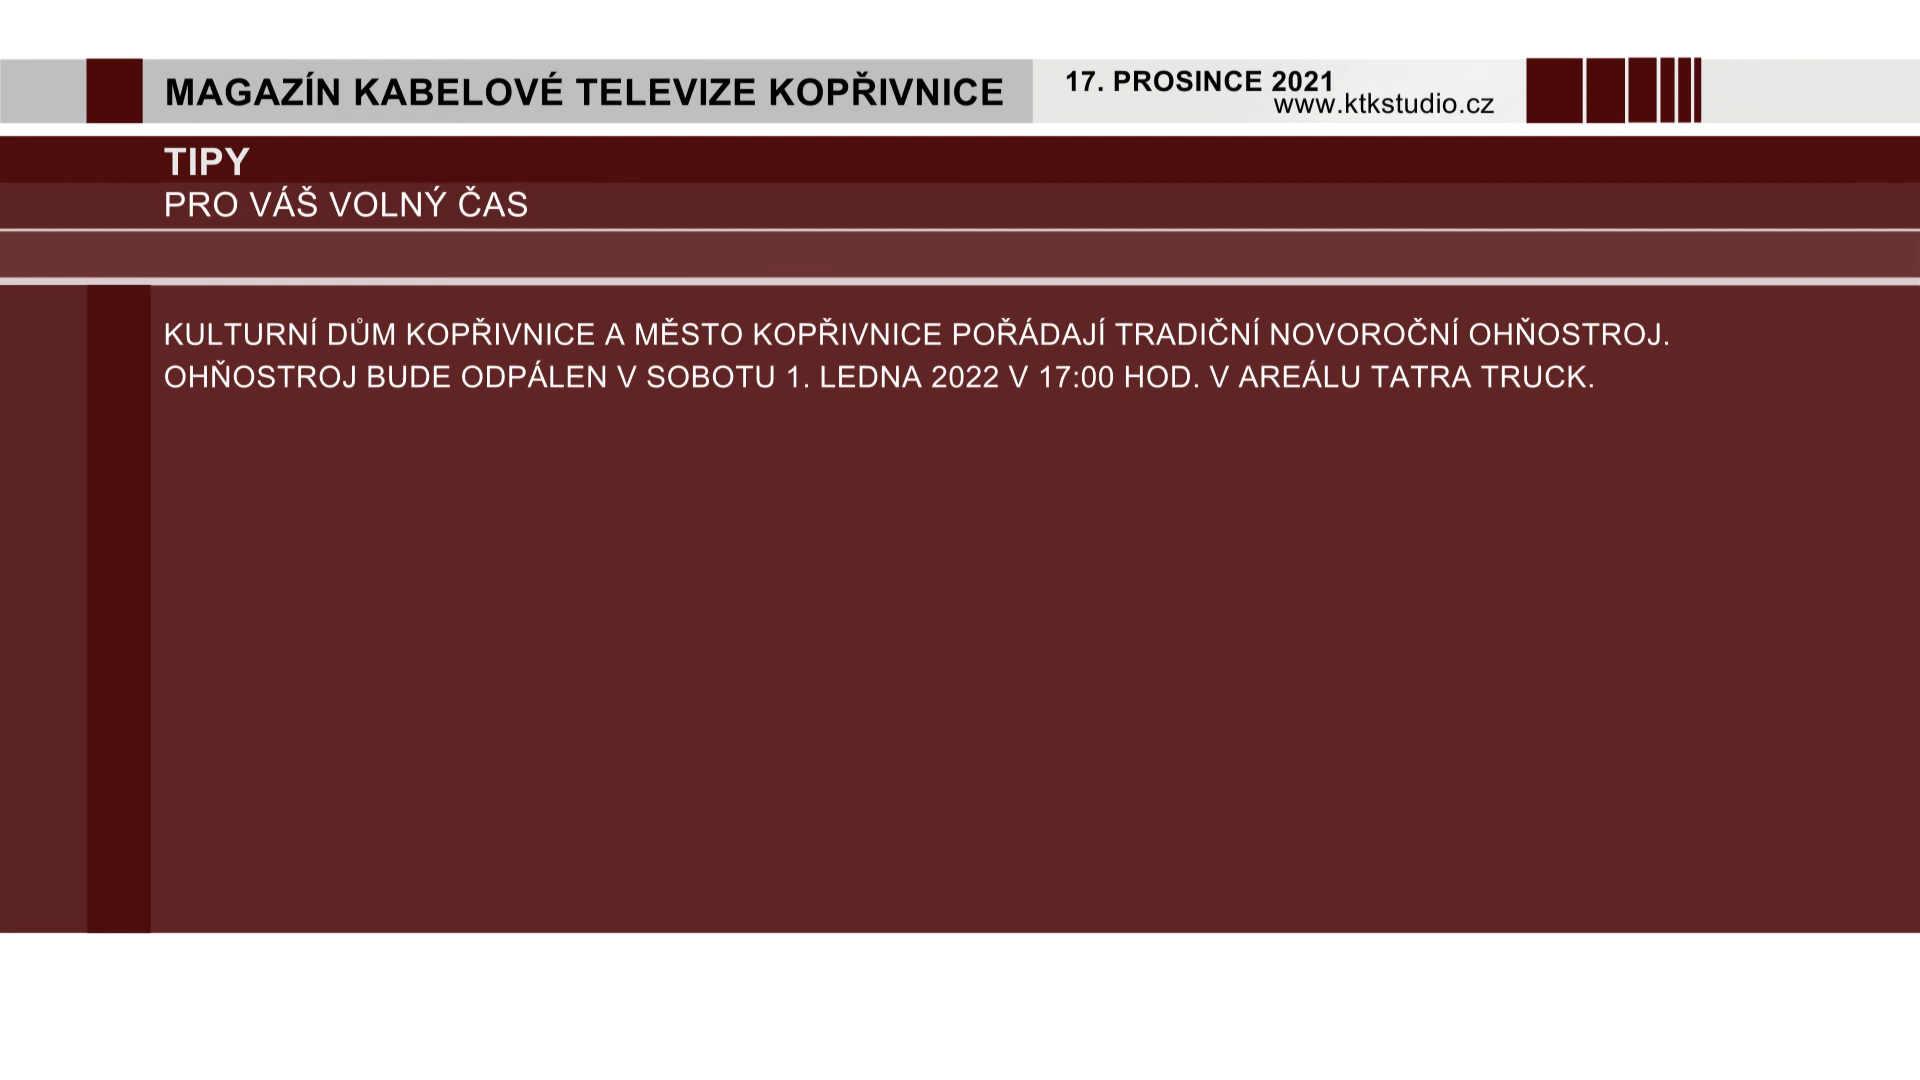 MAGAZÍN KABELOVÉ TELEVIZE KOPŘIVNICE
17. PROSINCE 2021
www.ktkstudio.cz
TIPY
PRO VÁŠ VOLNÝ ČAS
KULTURNÍ DŮM KOPŘIVNICE A MĚSTO KOPŘIVNICE POŘÁDAJÍ TRADIČNÍ NOVOROČNÍ OHŇOSTROJ.
OHŇOSTROJ BUDE ODPÁLEN V SOBOTU 1. LEDNA 2022 V 17:00 HOD. V AREÁLU TATRA TRUCK.